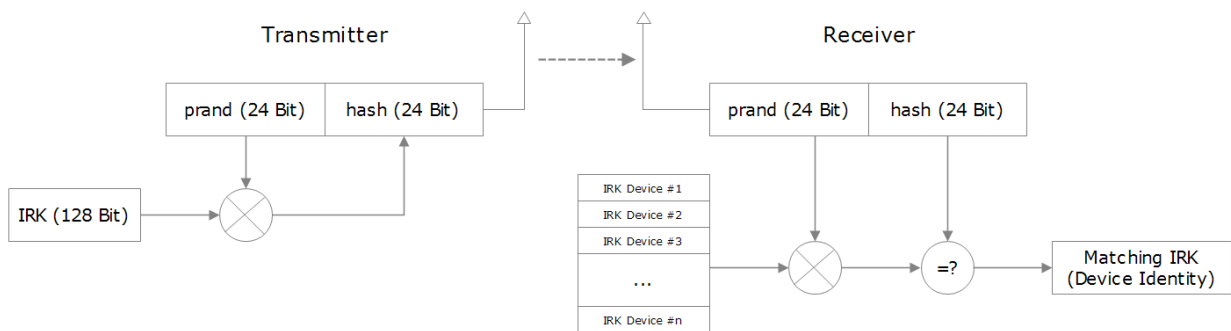 Transmitter
Receiver
prand (24 Bit)
hash (24 Bit)
prand (24 Bit)
hash (24 Bit)
IRK (128 Bit)
IRK Device #1
IRK Device #2
IRK Device #3
...
IRK Device #n
=?
Matching IRK
(Device Identity)